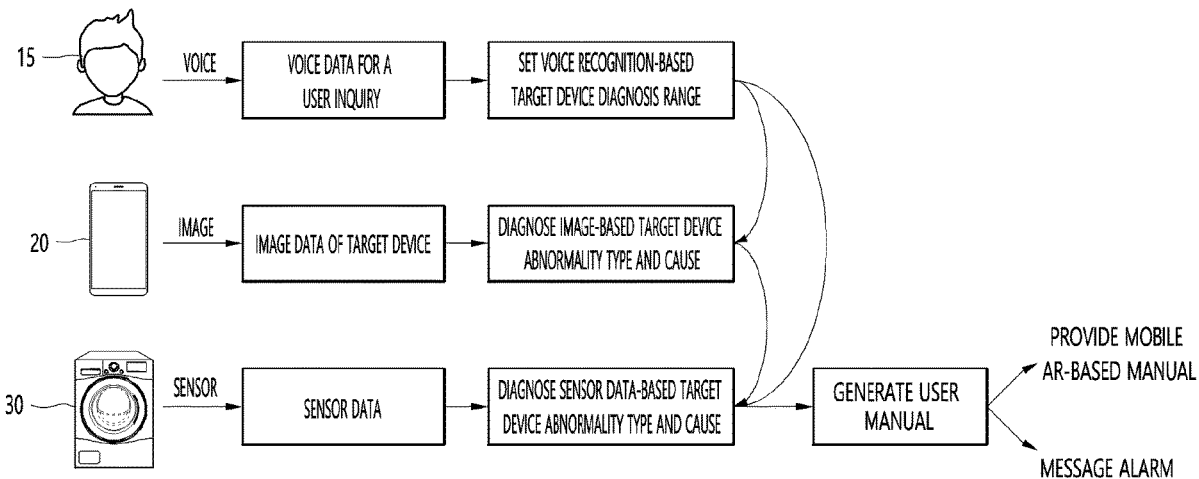 15
VOICE
VOICE DATA FOR A
USER INQUIRY
SET VOICE RECOGNITION-BASED
TARGET DEVICE DIAGNOSIS RANGE
20
IMAGE
IMAGE DATA OF TARGET DEVICE
DIAGNOSE IMAGE-BASED TARGET DEVICE
ABNORMALITY TYPE AND CAUSE
30
SENSOR
SENSOR DATA
DIAGNOSE SENSOR DATA-BASED TARGET
DEVICE ABNORMALITY TYPE AND CAUSE
GENERATE USER
MANUAL
PROVIDE MOBILE
AR-BASED MANUAL
MESSAGE ALARM